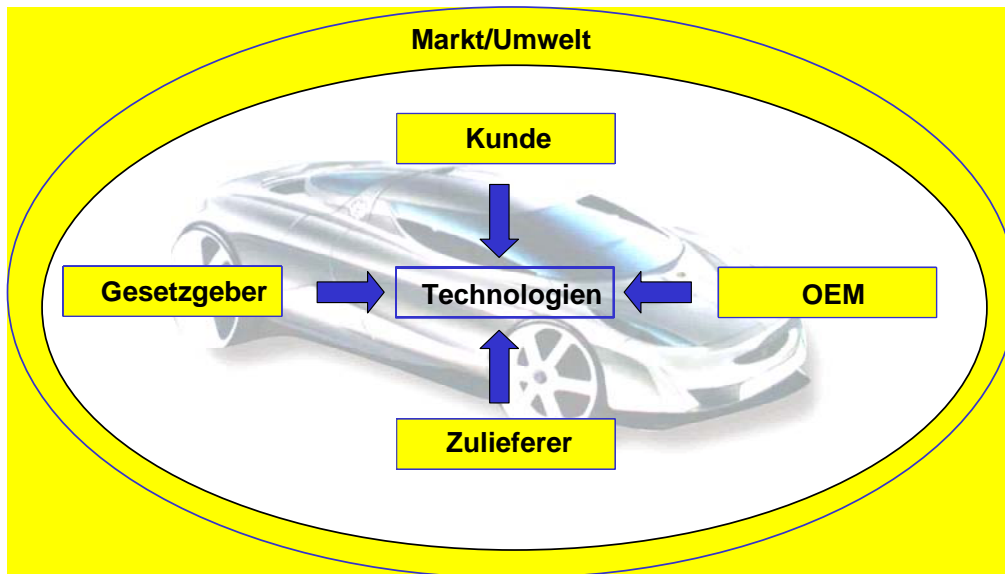 Markt/Umwelt
Kunde
Gesetzgeber
Technologien
OEM
Zulieferer